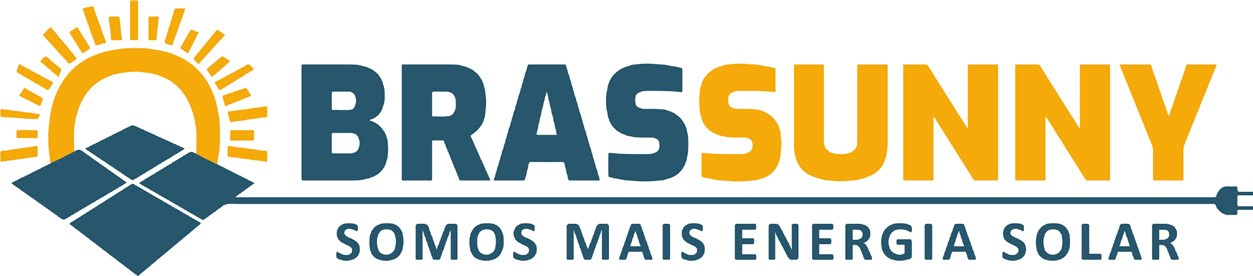 BRASSUNNY
SOMOS MAIS ENERGIA SOLAR